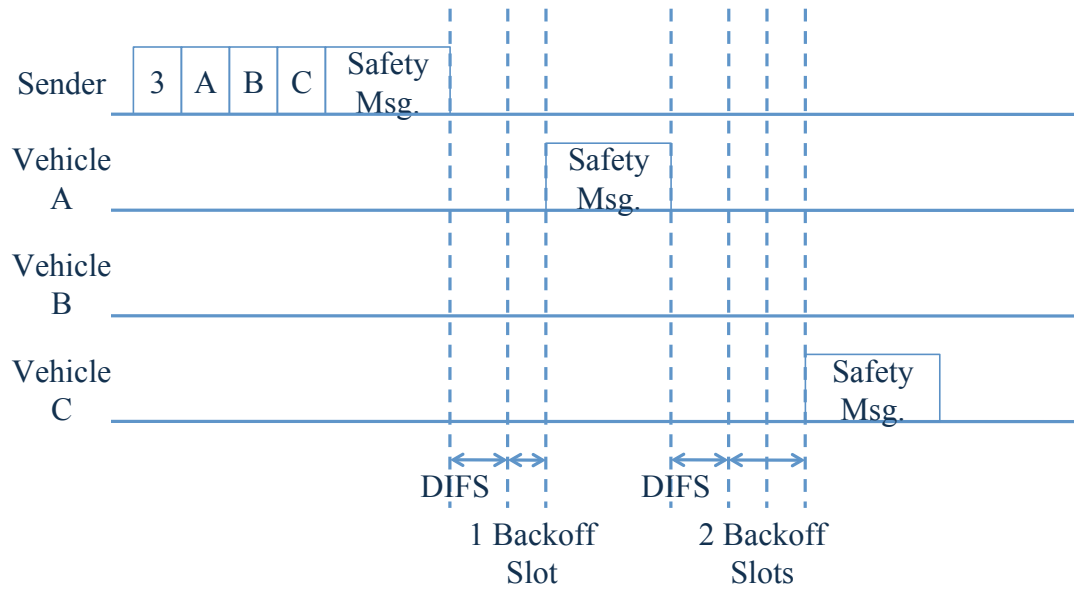 Sender
3 A B C Safety
Msg.
Vehicle
A
Safety
Msg.
Vehicle
B
Vehicle
C
Safety
Msg.
DIFS
DIFS
1 Backoff
Slot
2 Backoff
Slots